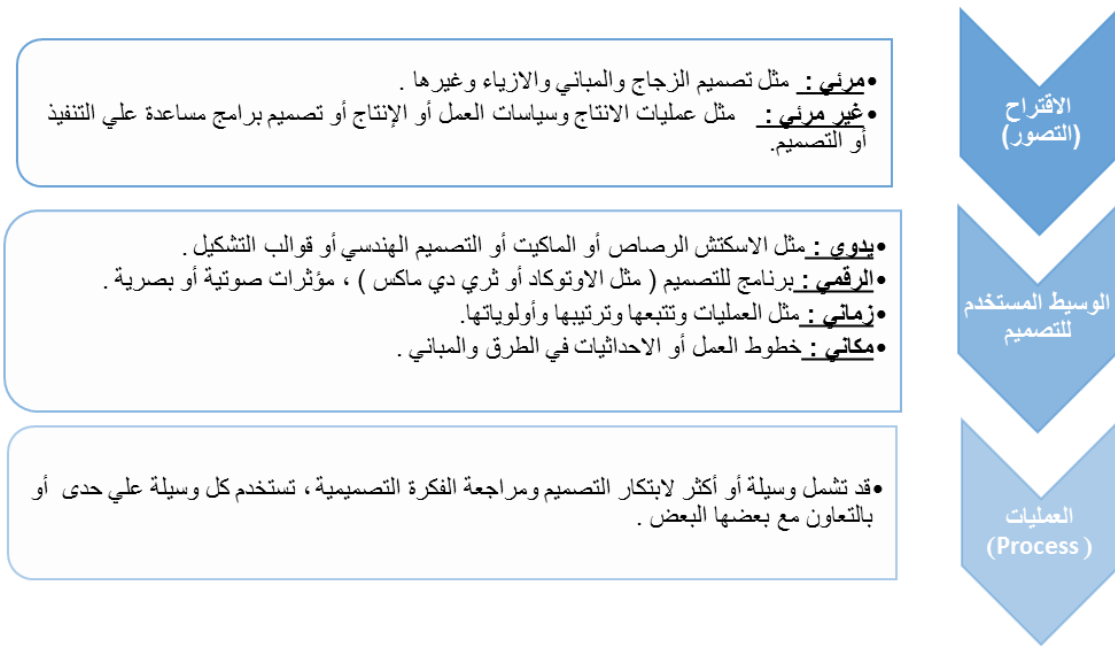 الاقتراح
(التصور)
•مرئي : مثل تصميم الزجاج والمباني والازياء وغيرها .
•غير مرئي : مثل عمليات الانتاج وسياسات العمل أو الإنتاج أو تصميم برامج مساعدة علي التنفيذ
أو التصميم.
الوسيط المستخدم
للتصميم
•يدوي : مثل الاسكتش الرصاص أو الماكيت أو التصميم الهندسي أو قوالب التشكيل .
•الرقمي : برنامج للتصميم ( مثل الاوتوكاد أو ثري دي ماكس ) ، مؤثرات صوتية أو بصرية .
•زماني : مثل العمليات وتتبعها وترتيبها وأولوياتها.
•مكاني : خطوط العمل أو الاحداثيات في الطرق والمباني .
العمليات
(Process)
•قد تشمل وسيلة أو أكثر لابتكار التصميم ومراجعة الفكرة التصميمية ، تستخدم كل وسيلة علي حدى أو
بالتعاون مع بعضها البعض .